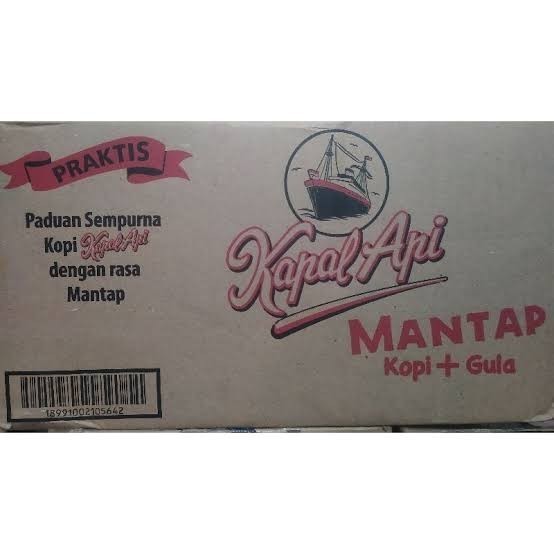 PRAKTIS
Paduan Sempurna
Kopi Kapal Api
dengan rasa
Mantap
Kapal Api
MANTAP
Kopi + Gula
18991002105642